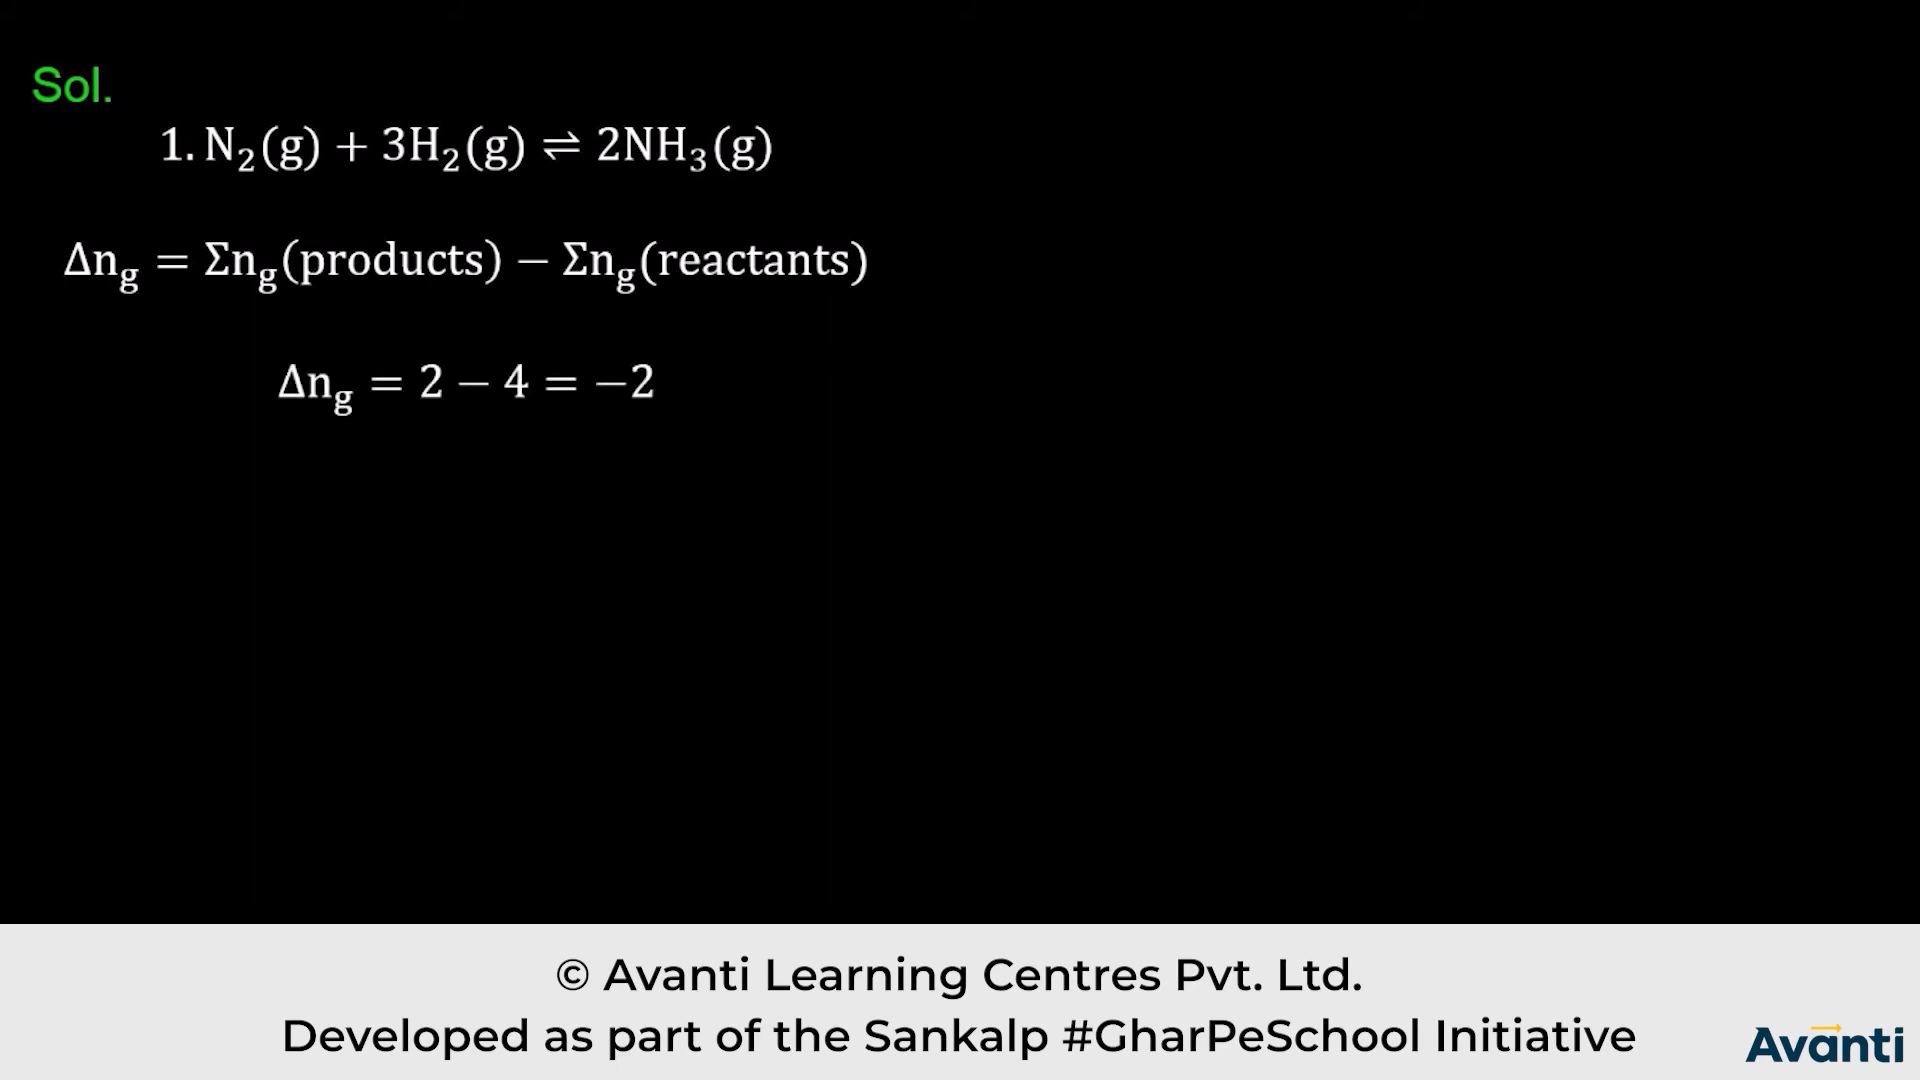 Sol.
1. N₂(g) + 3H₂(g) ⇌ 2NH₃(g)
Δn_g = Σn_g(products) − Σn_g(reactants)
Δn_g = 2 − 4 = −2
© Avanti Learning Centres Pvt. Ltd.
Developed as part of the Sankalp #GharPeSchool Initiative
Avanti